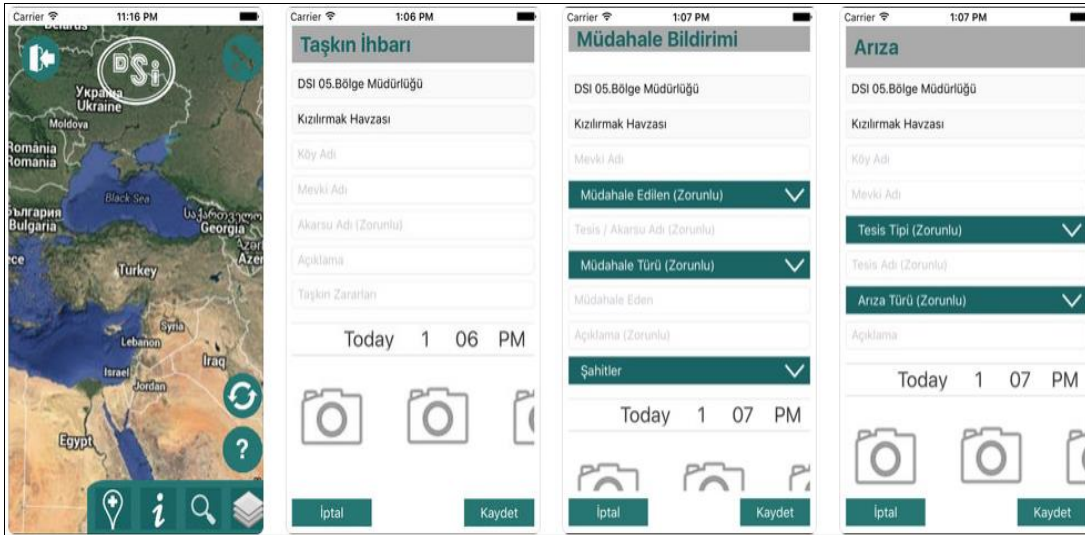 Carrier 11:16 PM
Belarus
DSİ
Україна
Ukraine
Moldova
România
Romania
Black Sea
България
Bulgaria
საქართველო
Georgia
Azer
Azer
ece
Turkey
Syria
Lebanon
Iraq
Israel
Jordan
Egypt
?
i
Carrier 1:06 PM
Taşkın İhbarı
DSI 05.Bölge Müdürlüğü
Kızılırmak Havzası
Köy Adı
Mevki Adı
Akarsu Adı (Zorunlu)
Açıklama
Taşkın Zararları
Today 1 06 PM
İptal Kaydet
Carrier 1:07 PM
Müdahale Bildirimi
DSI 05.Bölge Müdürlüğü
Kızılırmak Havzası
Mevki Adı
Müdahale Edilen (Zorunlu)
Tesis / Akarsu Adı (Zorunlu)
Müdahale Türü (Zorunlu)
Müdahale Eden
Açıklama (Zorunlu)
Şahitler
Today 1 07 PM
İptal Kaydet
Carrier 1:07 PM
Arıza
DSI 05.Bölge Müdürlüğü
Kızılırmak Havzası
Köy Adı
Mevki Adı
Tesis Tipi (Zorunlu)
Tesis Adı (Zorunlu)
Arıza Türü (Zorunlu)
Açıklama
Today 1 07 PM
İptal Kaydet